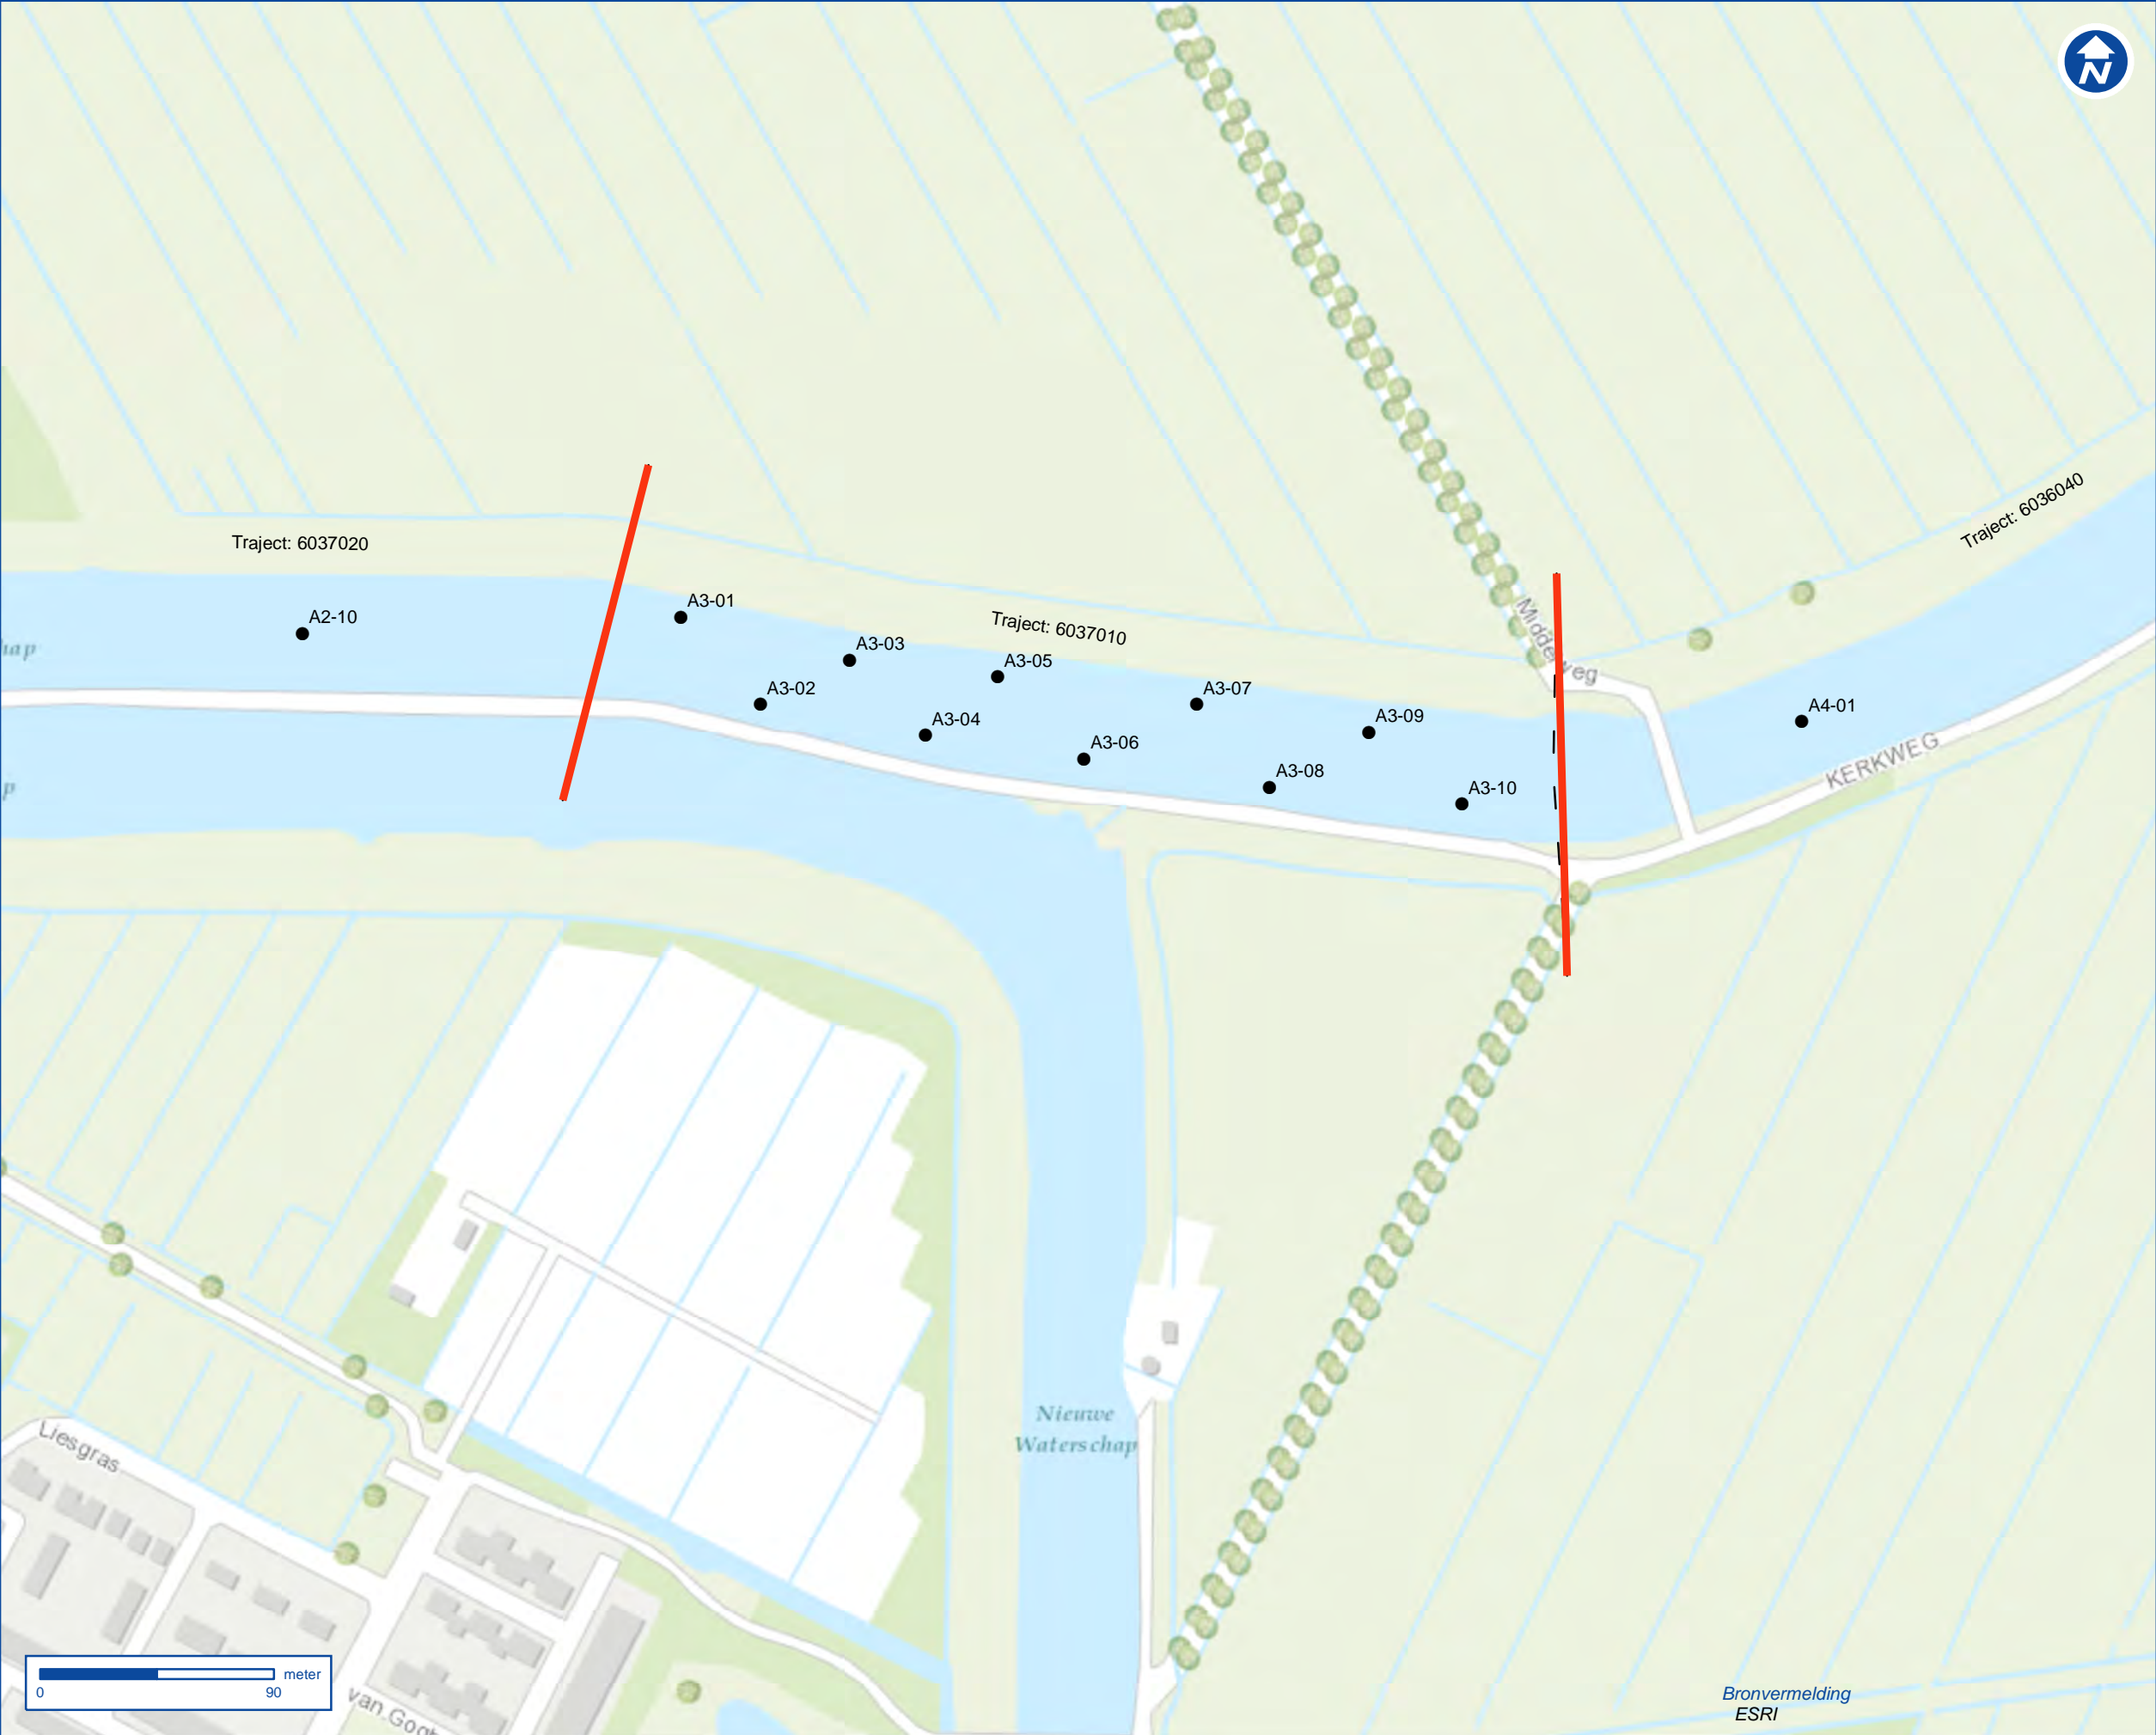 N
Traject: 6036040
Traject: 6037020
A3-01
A2-10
Middelweg
Traject: 6037010
A3-03
A3-05
A3-02
A3-07
A3-04
A3-09
A4-01
A3-06
KERKWEG
A3-08
A3-10
Nieuwe
Waterschap
Liesgras
meter
0 90
Bronvermelding
ESRI